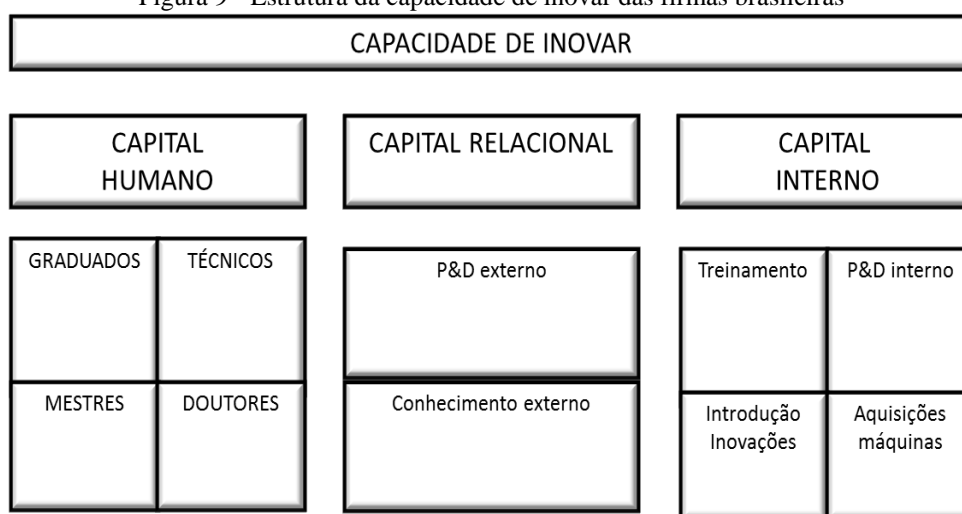 Figura 9 - Estrutura da capacidade de inovar das firmas brasileiras
CAPACIDADE DE INOVAR
CAPITAL
HUMANO
CAPITAL RELACIONAL
CAPITAL
INTERNO
GRADUADOS
TÉCNICOS
MESTRES
DOUTORES
P&D externo
Conhecimento externo
Treinamento
P&D interno
Introdução
Inovações
Aquisições
máquinas